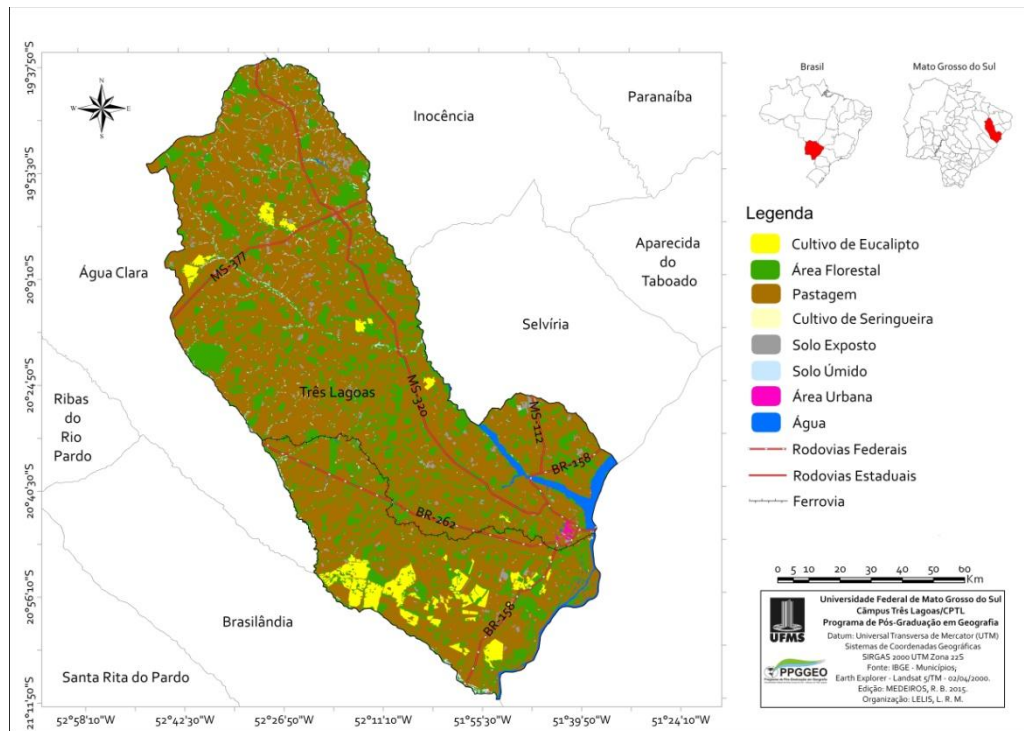 Brasil
Mato Grosso do Sul
N
W
E
S
19°37'50"S
19°53'30"S
20°9'10"S
20°24'50"S
20°40'30"S
20°56'10"S
21°11'50"S
Inocência
Paranaíba
Água Clara
MS-377
Aparecida
do
Taboado
Selvíria
Ribas
do
Rio
Pardo
Três Lagoas
MS-320
MS-112
BR-158
BR-262
BR-158
Brasilândia
Santa Rita do Pardo
52°58'10"W
52°42'30"W
52°26'50"W
52°11'10"W
51°55'30"W
51°39'50"W
51°24'10"W
Legenda
Cultivo de Eucalipto
Área Florestal
Pastagem
Cultivo de Seringueira
Solo Exposto
Solo Úmido
Área Urbana
Água
Rodovias Federais
Rodovias Estaduais
Ferrovia
0 5 10 20 30 40 50 60
Km
UFMS
PPGGEO
Universidade Federal de Mato Grosso do Sul
Câmpus Três Lagoas/CPTL
Programa de Pós-Graduação em Geografia
Datum: Universal Transversa de Mercator (UTM)
Sistemas de Coordenadas Geográficas
SIRGAS 2000 UTM Zona 22S
Fonte: IBGE - Municípios;
Earth Explorer - Landsat 5/TM - 02/04/2000.
Edição: MEDEIROS, R. B. 2015.
Organização: LELIS, L. R. M.